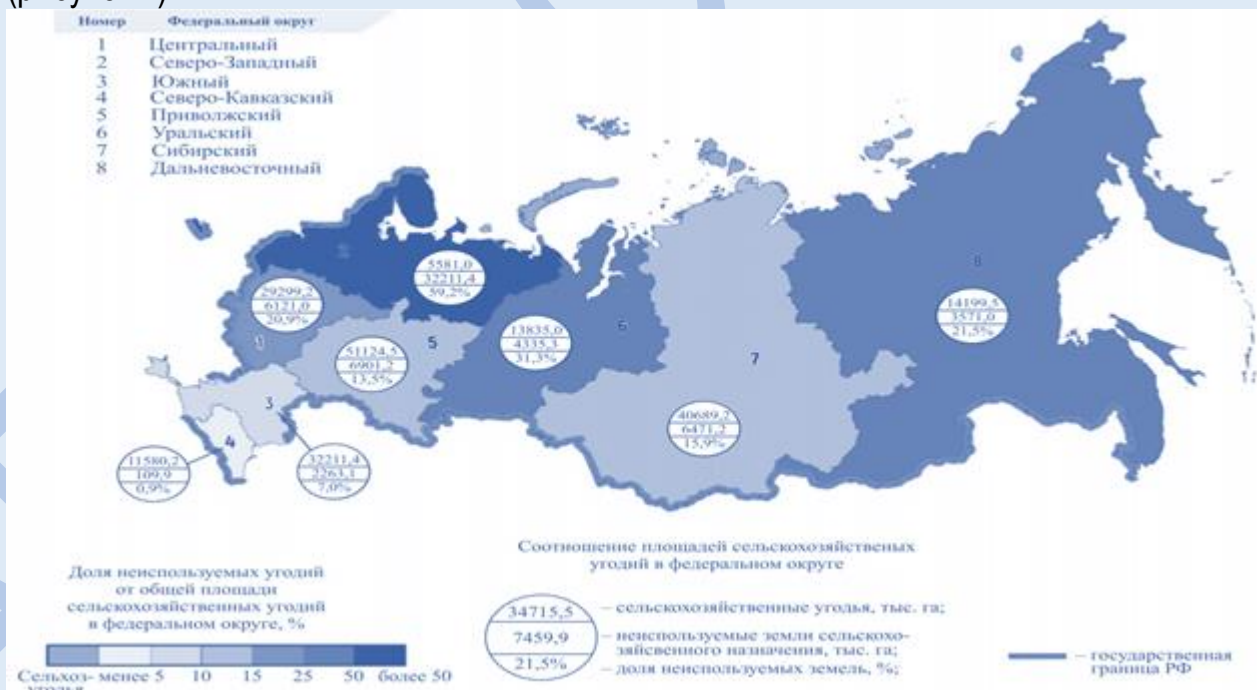 Номер Федеральный округ
1 Центральный
2 Северо-Западный
3 Южный
4 Северо-Кавказский
5 Приволжский
6 Уральский
7 Сибирский
8 Дальневосточный
5581,0
32211,4
59,2%
29299,2
6121,0
20,9%
1
51124,5
6901,2
13,5%
5
13835,0
4335,3
31,3%
6
7
8
14199,5
3571,0
21,5%
40689,2
6471,2
15,9%
3
4
11580,2
109,9
0,9%
32211,4
2263,1
7,0%
Доля неиспользуемых угодий
от общей площади
сельскохозяйственных угодий
в федеральном округе, %
Сельхоз- менее 5 10 15 25 50 более 50
Соотношение площадей сельскохозяйственых
угодий в федеральном округе
34715,5 – сельскохозяйственные угодья, тыс. га;
7459,9 – неиспользуемые земли сельскохо-
зяйсвенного назначения, тыс. га;
21,5% – доля неиспользуемых земель, %;
– государственная
граница РФ